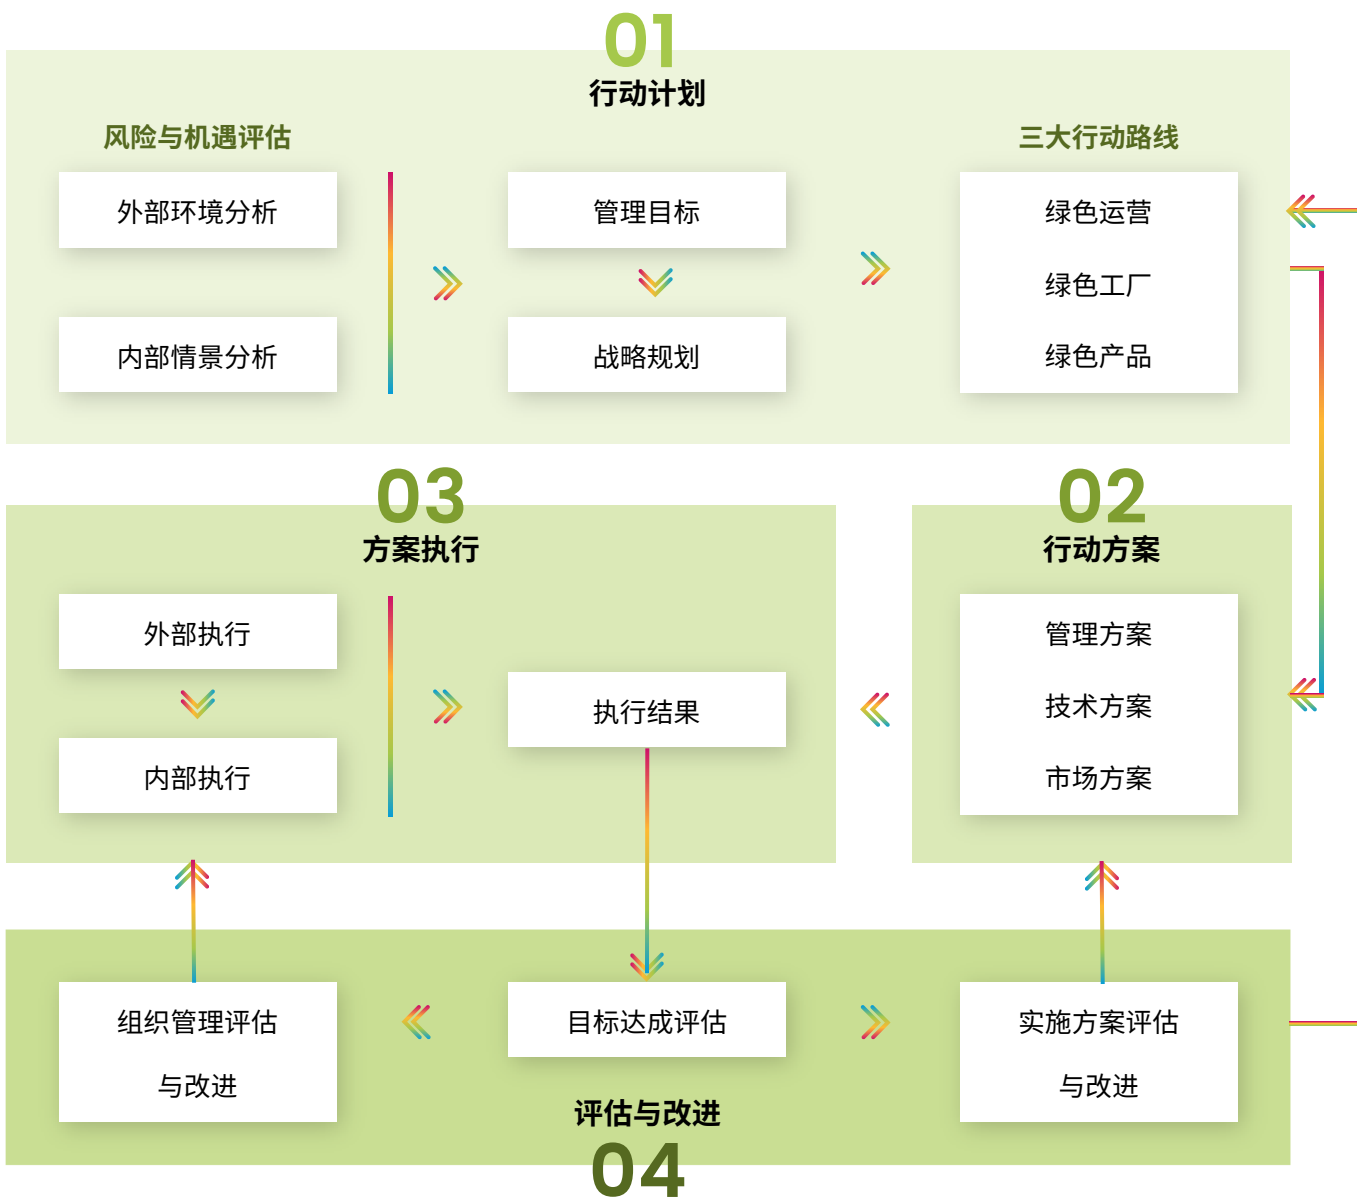 01
行动计划
风险与机遇评估
三大行动路线
外部环境分析
管理目标
绿色运营
绿色工厂
内部情景分析
战略规划
绿色产品
03
方案执行
02
行动方案
外部执行
管理方案
执行结果
技术方案
内部执行
市场方案
组织管理评估
与改进
目标达成评估
实施方案评估
与改进
评估与改进
04